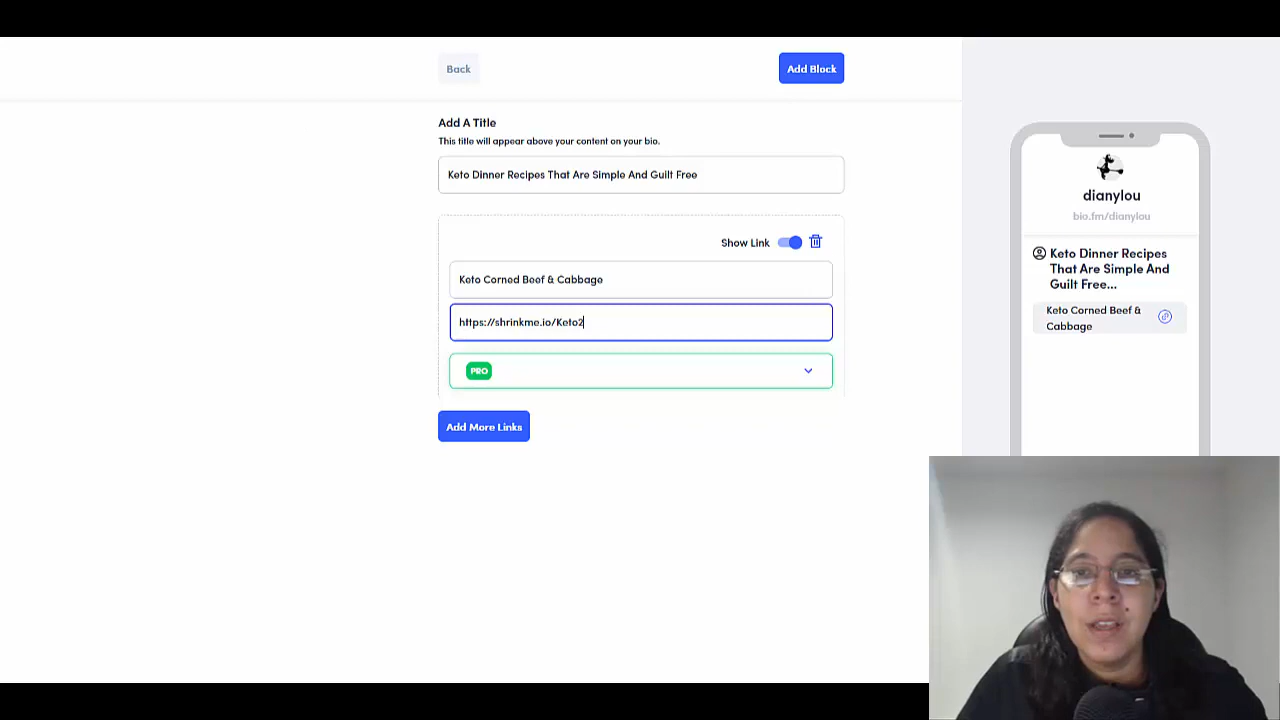 Back
Add Block
Add A Title
This title will appear above your content on your bio.
Keto Dinner Recipes That Are Simple And Guilt Free
Show Link
Keto Corned Beef & Cabbage
https://shrinkme.io/Keto2
PRO
Add More Links
dianylou
bio.fm/dianylou
Keto Dinner Recipes
That Are Simple And
Guilt Free...
Keto Corned Beef &
Cabbage